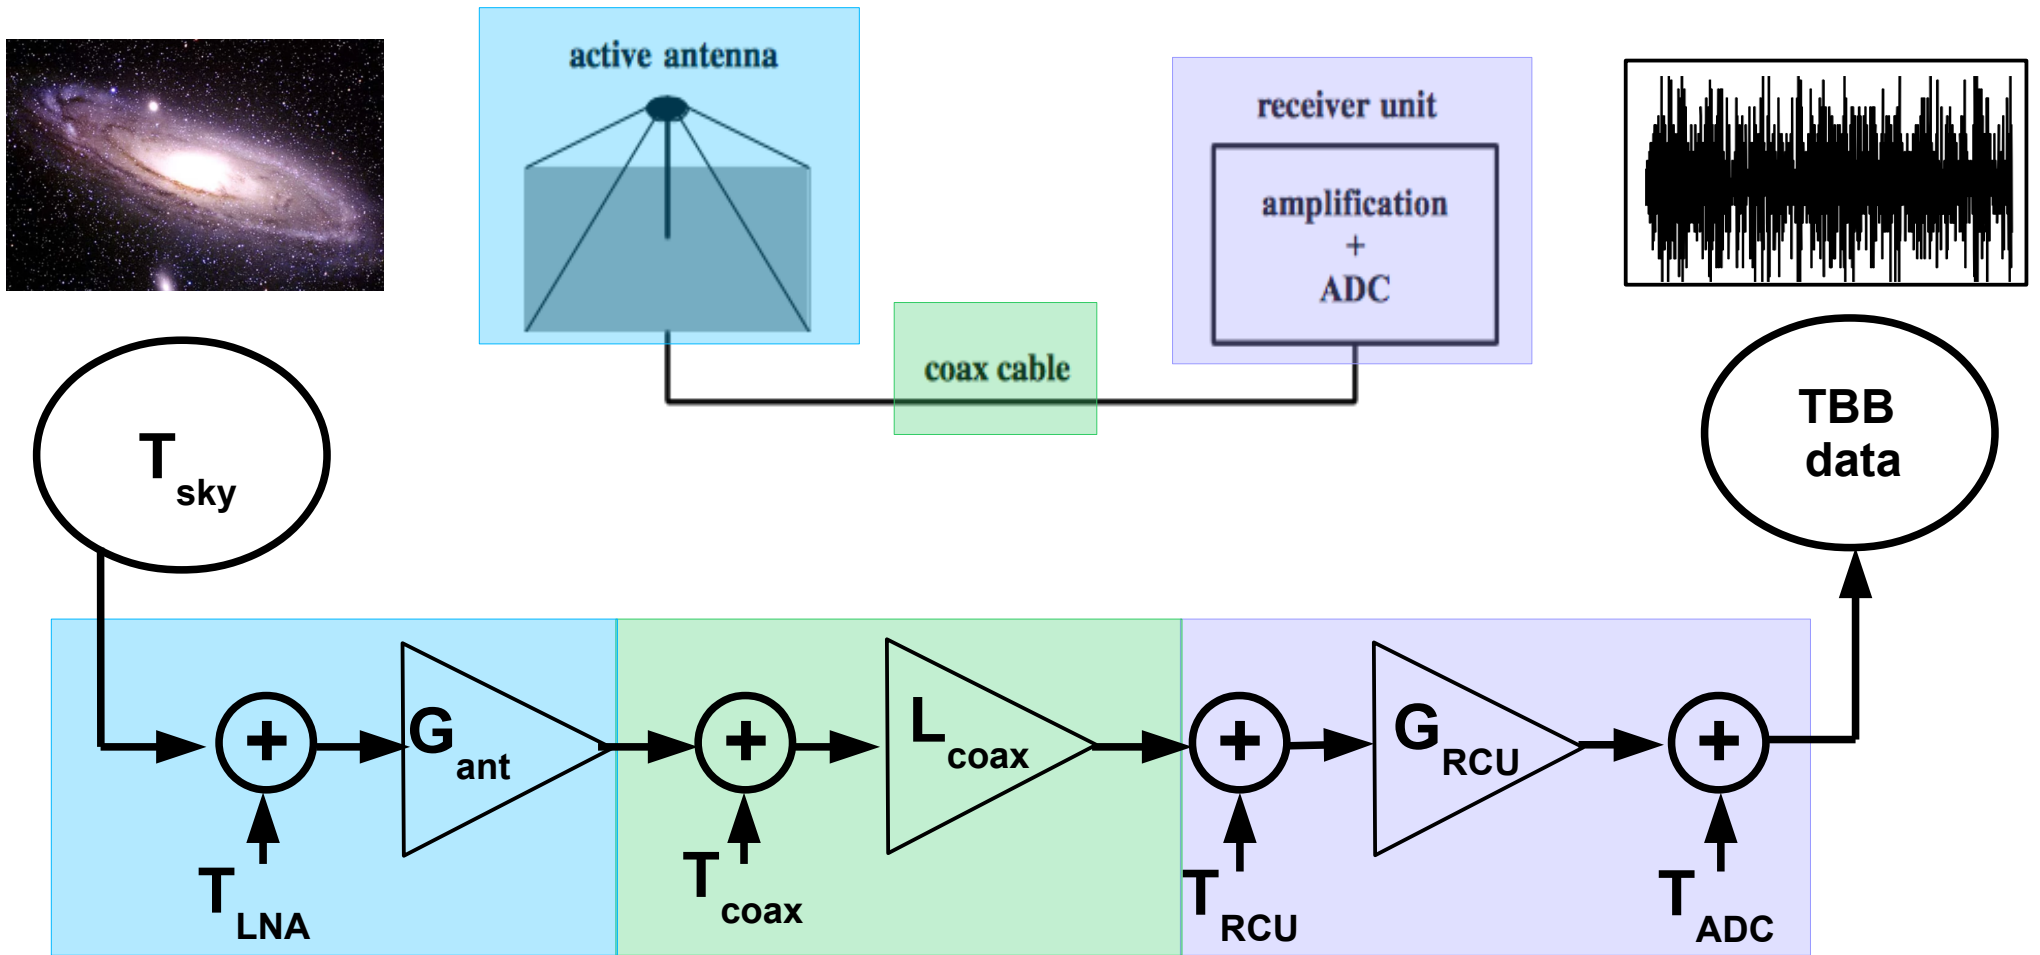 active antenna
receiver unit
amplification
+
ADC
coax cable
T sky
TBB
data
+
G ant
+
L coax
+
G RCU
+
T LNA
T coax
T RCU
T ADC